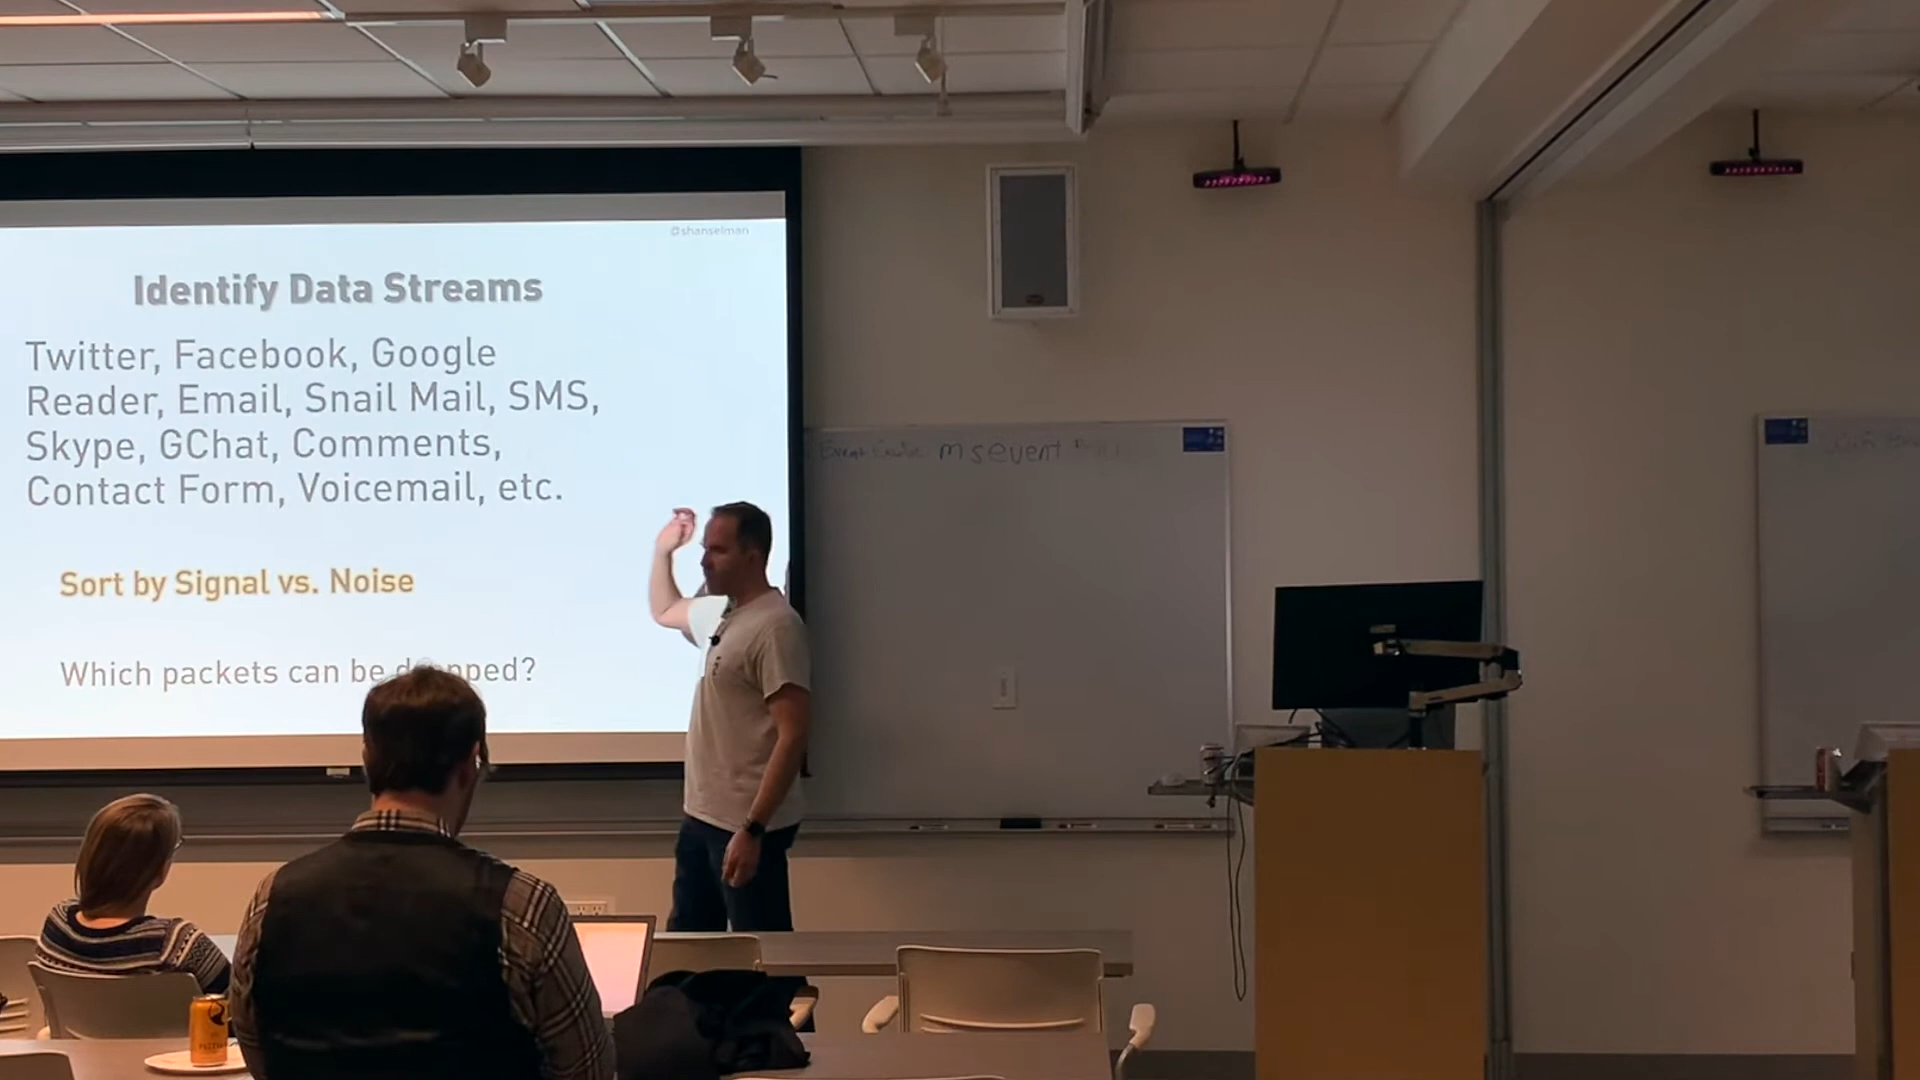 @shanselman
Identify Data Streams
Twitter, Facebook, Google
Reader, Email, Snail Mail, SMS,
Skype, GChat, Comments,
Contact Form, Voicemail, etc.
Sort by Signal vs. Noise
Which packets can be dropped?
msevent